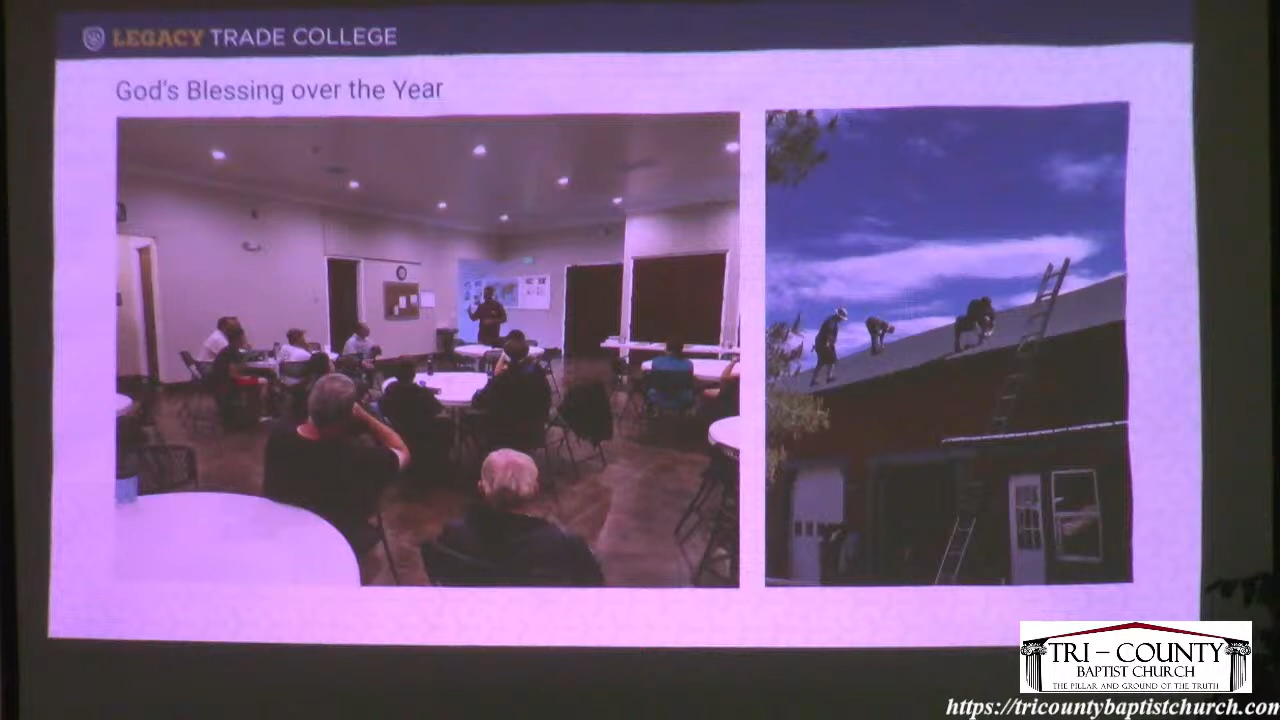 LEGACY TRADE COLLEGE
God's Blessing over the Year
TRI – COUNTY
BAPTIST CHURCH
THE PILLAR AND GROUND OF THE TRUTH
https://tricountybaptistchurch.com